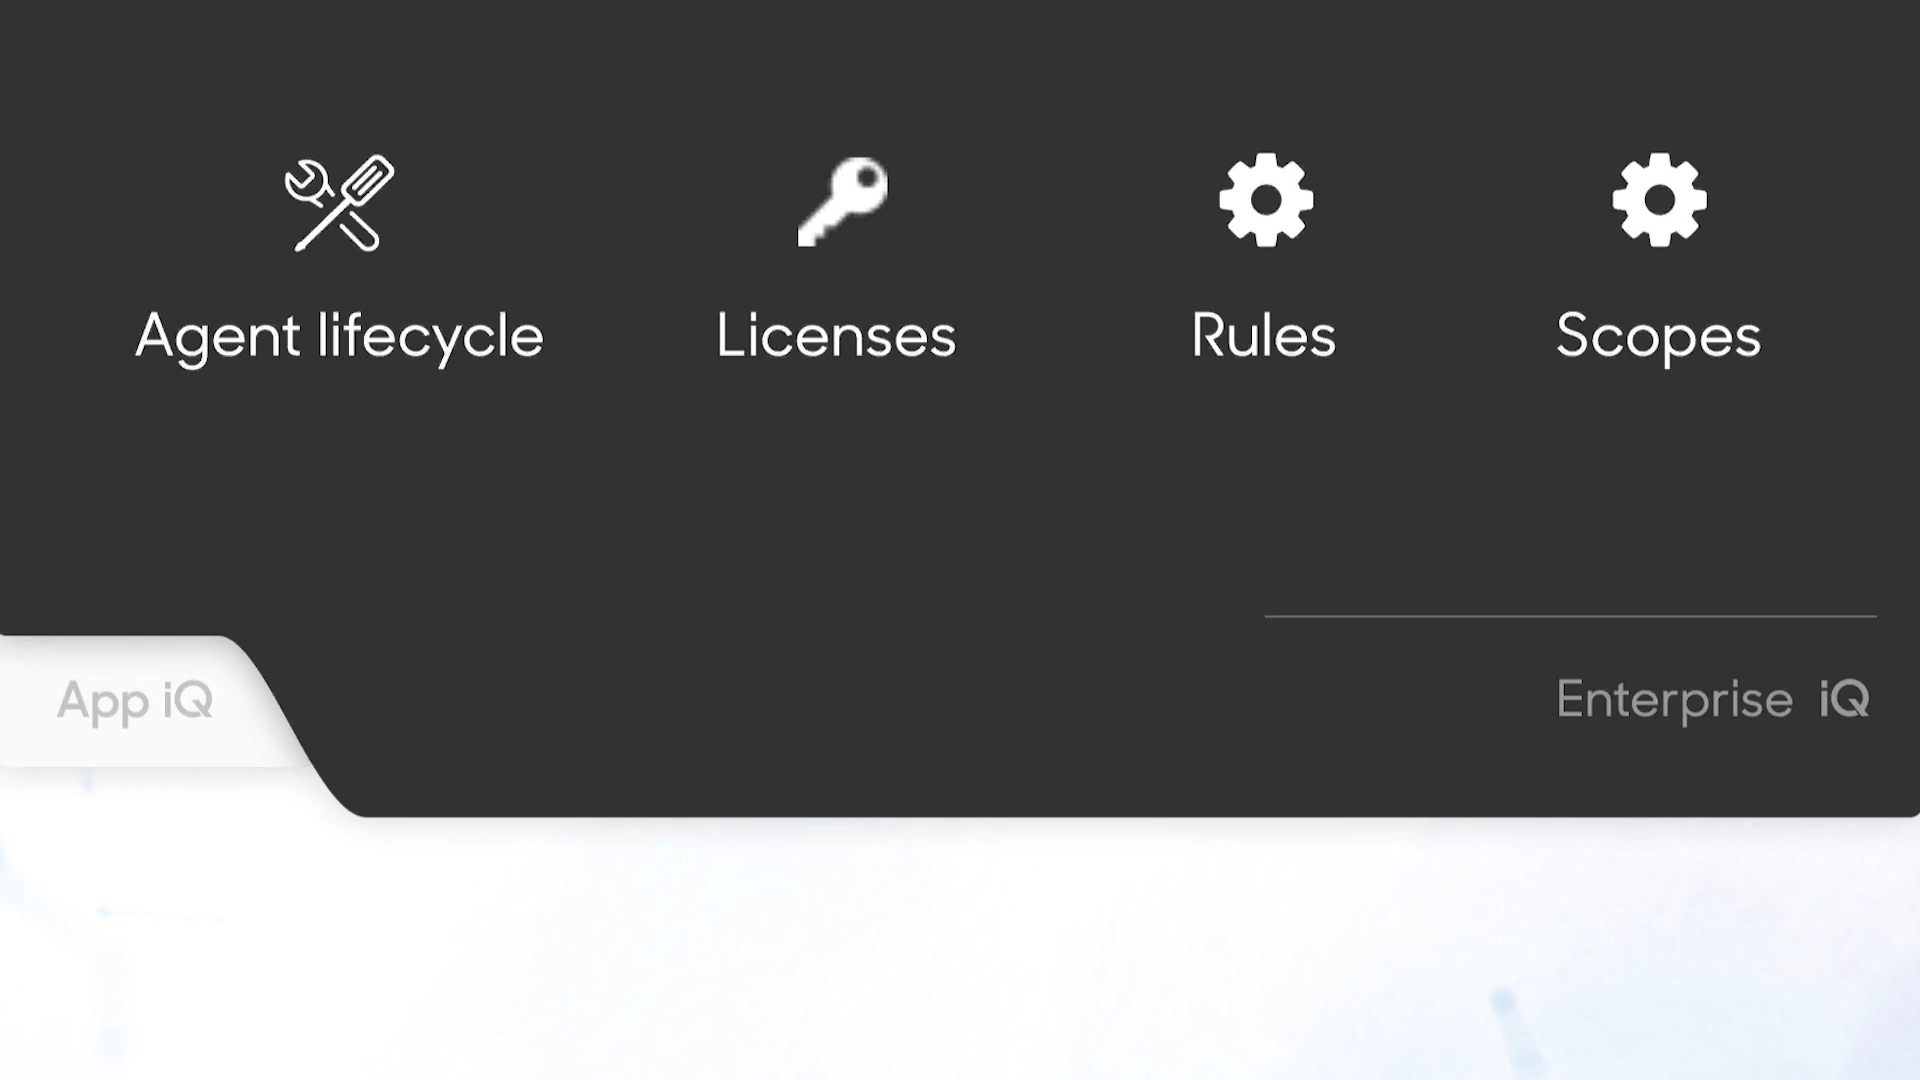 Agent lifecycle
Licenses
Rules
Scopes
App iQ
Enterprise iQ